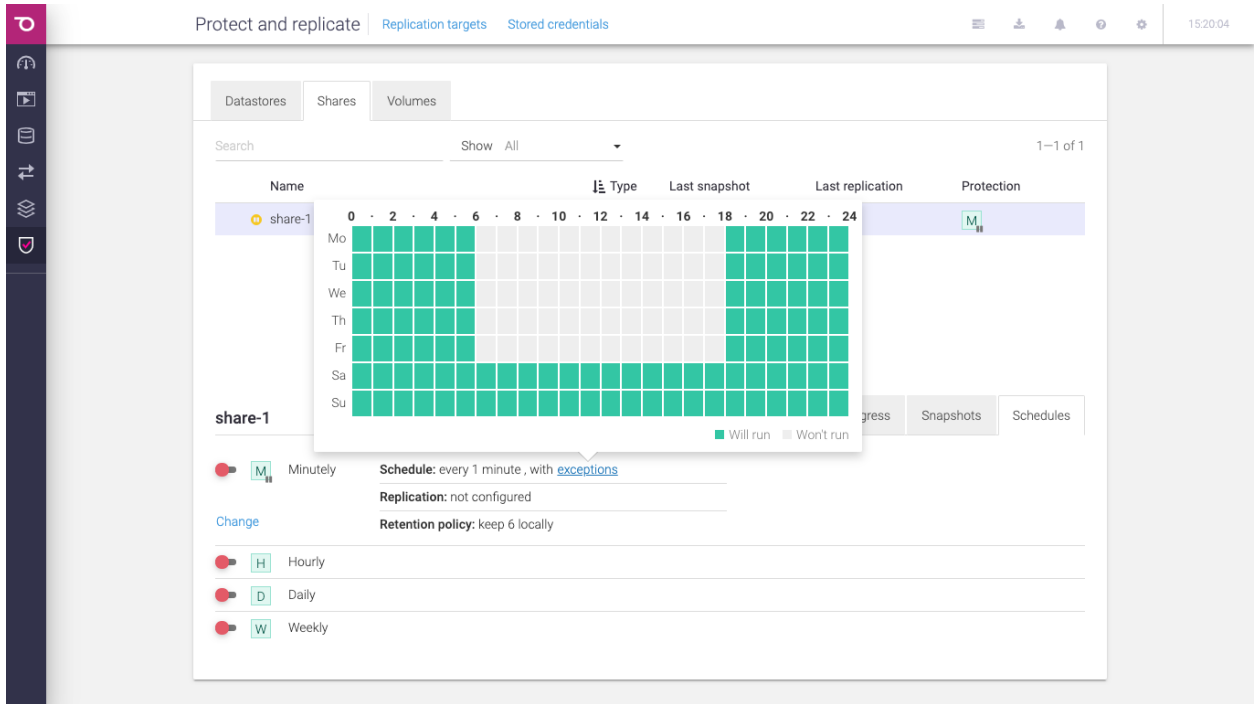 Protect and replicate Replication targets Stored credentials 15:20:04
Datastores Shares Volumes
Search Show All 1—1 of 1
Name Type Last snapshot Last replication Protection
share-1 M
0 · 2 · 4 · 6 · 8 · 10 · 12 · 14 · 16 · 18 · 20 · 22 · 24
Mo
Tu
We
Th
Fr
Sa
Su
Will run Won't run
share-1 gress Snapshots Schedules
M Minutely Schedule: every 1 minute , with exceptions
Replication: not configured
Change Retention policy: keep 6 locally
H Hourly
D Daily
W Weekly